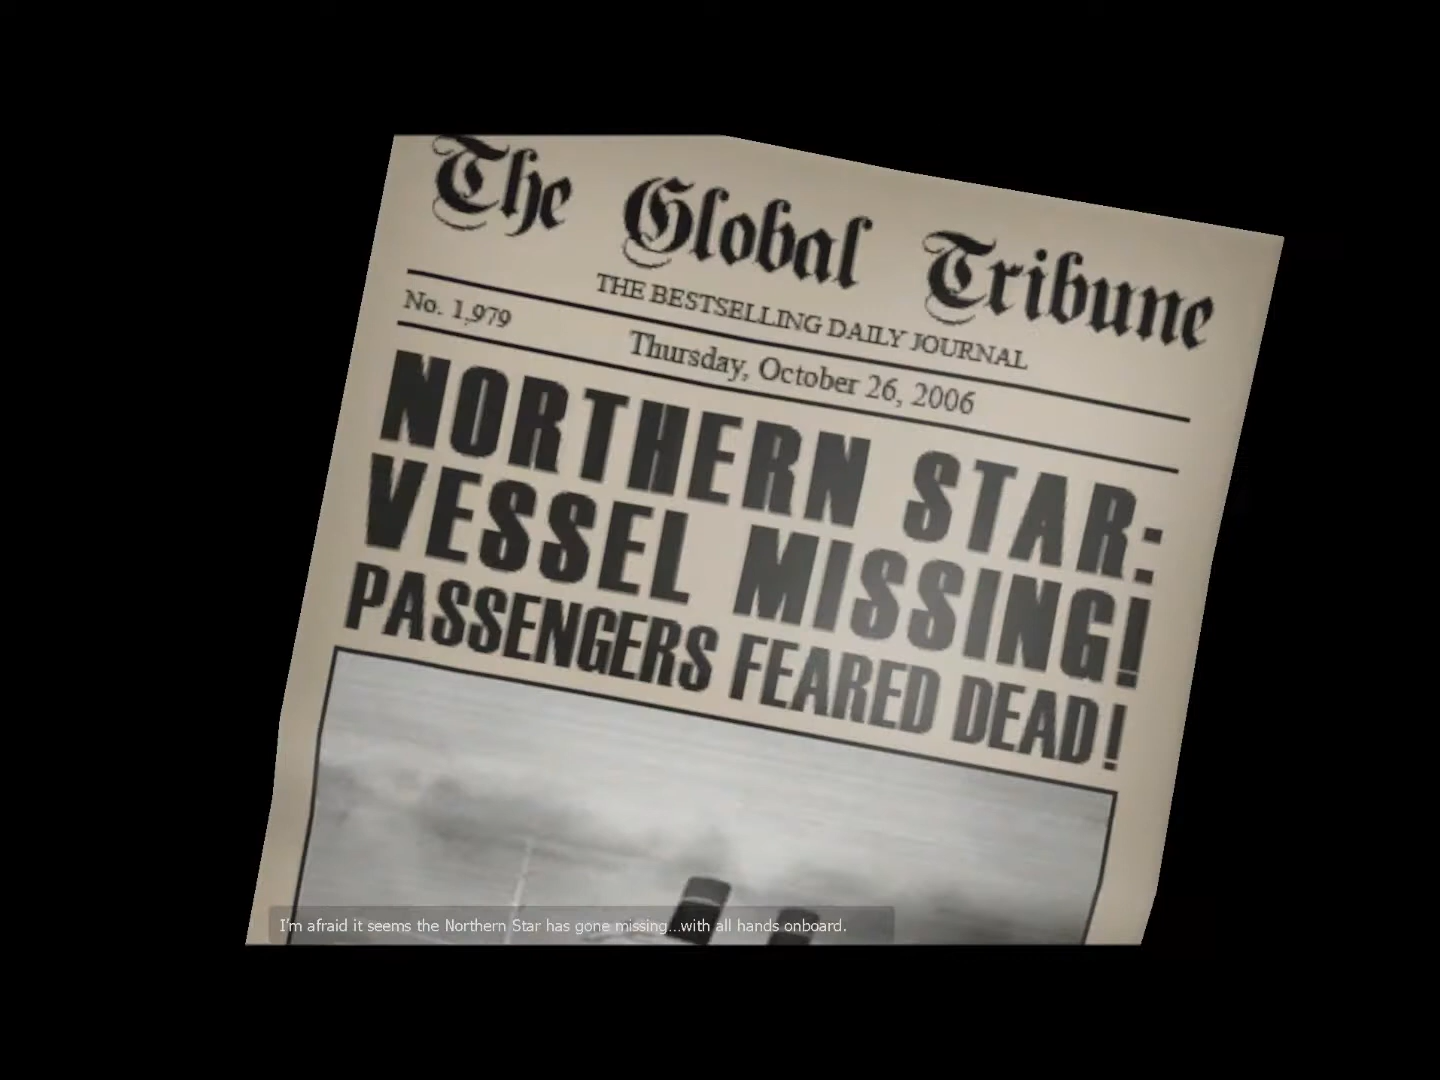 The Global Tribune
THE BESTSELLING DAILY JOURNAL
No. 1,979
Thursday, October 26, 2006
NORTHERN STAR:
VESSEL MISSING!
PASSENGERS FEARED DEAD!
I'm afraid it seems the Northern Star has gone missing...with all hands onboard.